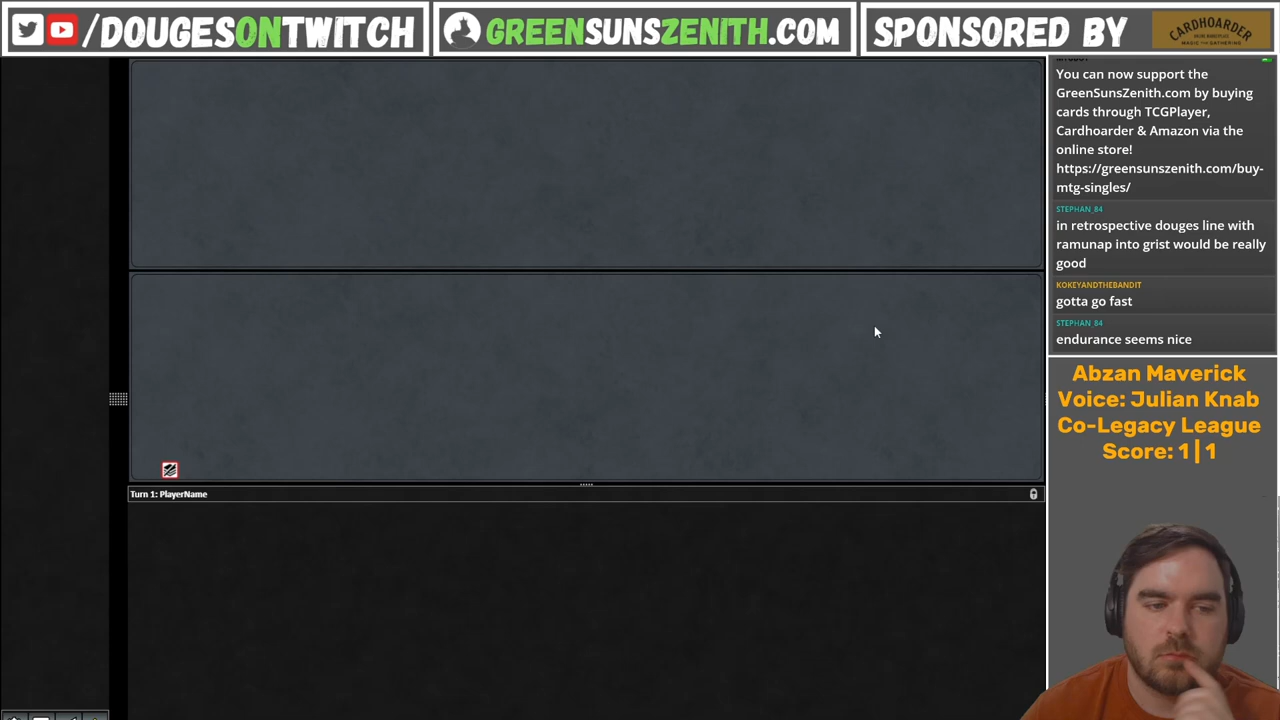 /DOUGESONTWITCH
GREENSUNSZENITH.COM
SPONSORED BY
CARDHOARDER
MAGIC THE GATHERING
You can now support the
GreenSunsZenith.com by buying
cards through TCGPlayer,
Cardhoarder & Amazon via the
online store!
https://greensunszenith.com/buy-
mtg-singles/
STEPHAN_84
in retrospective douges line with
ramunap into grist would be really
good
KOKEYANDTHEBANDIT
gotta go fast
STEPHAN_84
endurance seems nice
Abzan Maverick
Voice: Julian Knab
Co-Legacy League
Score: 1|1
Turn 1: PlayerName